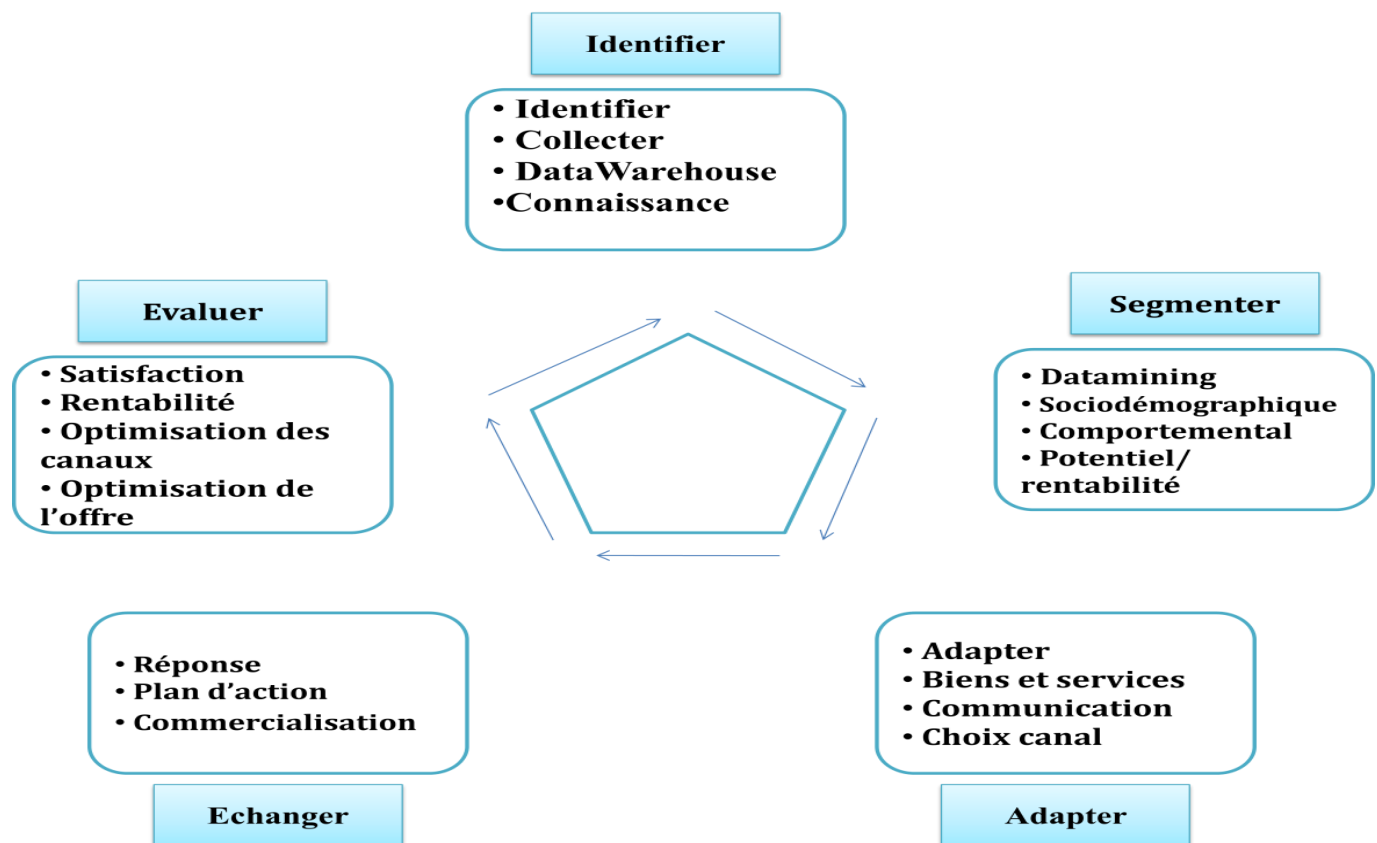 Identifier
• Identifier
• Collecter
• DataWarehouse
•Connaissance
Segmenter
• Datamining
• Sociodémographique
• Comportemental
• Potentiel/
rentabilité
Evaluer
• Satisfaction
• Rentabilité
• Optimisation des
canaux
• Optimisation de
l’offre
• Adapter
• Biens et services
• Communication
• Choix canal
Adapter
• Réponse
• Plan d’action
• Commercialisation
Echanger